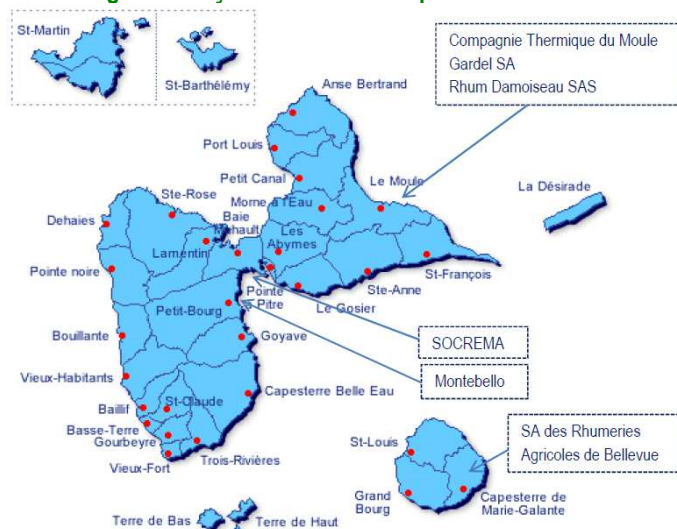 St-Martin
St-Barthélémy
Compagnie Thermique du Moule
Gardel SA
Rhum Damoiseau SAS
Anse Bertrand
Port Louis
Petit Canal
Le Moule
La Désirade
Ste-Rose
Morne à l'Eau
Baie
Mahault
Dehaies
Les
Abymes
Lamentin
St-François
Pointe noire
Pointe
à Pitre
Ste-Anne
Petit-Bourg
Le Gosier
Bouillante
Goyave
SOCREMA
Vieux-Habitants
Montebello
St-Claude
Capesterre Belle Eau
Baillif
Basse-Terre
Gourbeyre
SA des Rhumeries
Agricoles de Bellevue
St-Louis
Vieux-Fort
Trois-Rivières
Grand
Bourg
Capesterre de
Marie-Galante
Terre de Bas
Terre de Haut